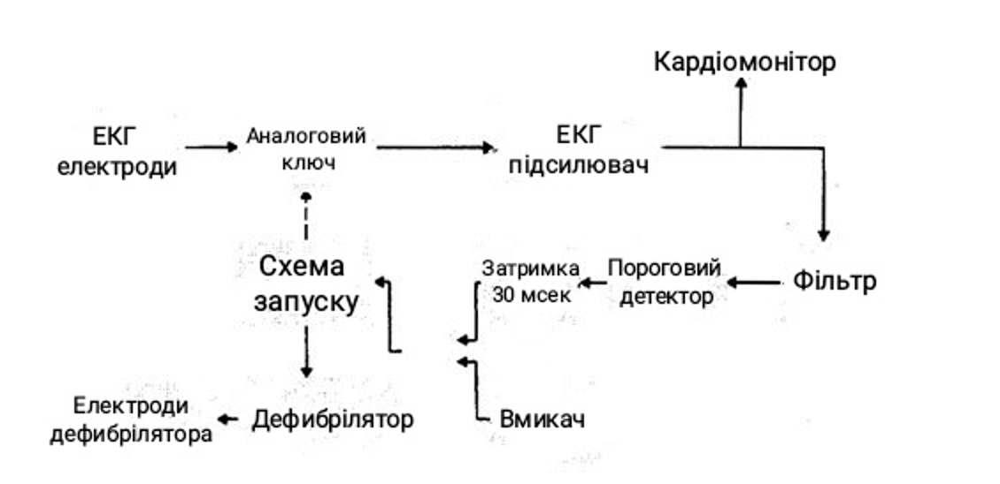 Кардіомонітор
ЕКГ
електроди
Аналоговий
ключ
ЕКГ
підсилювач
Схема
запуску
Затримка
30 мсек
Пороговий
детектор
Фільтр
Електроди
дефибрілятора
Дефибрілятор
Вмикач